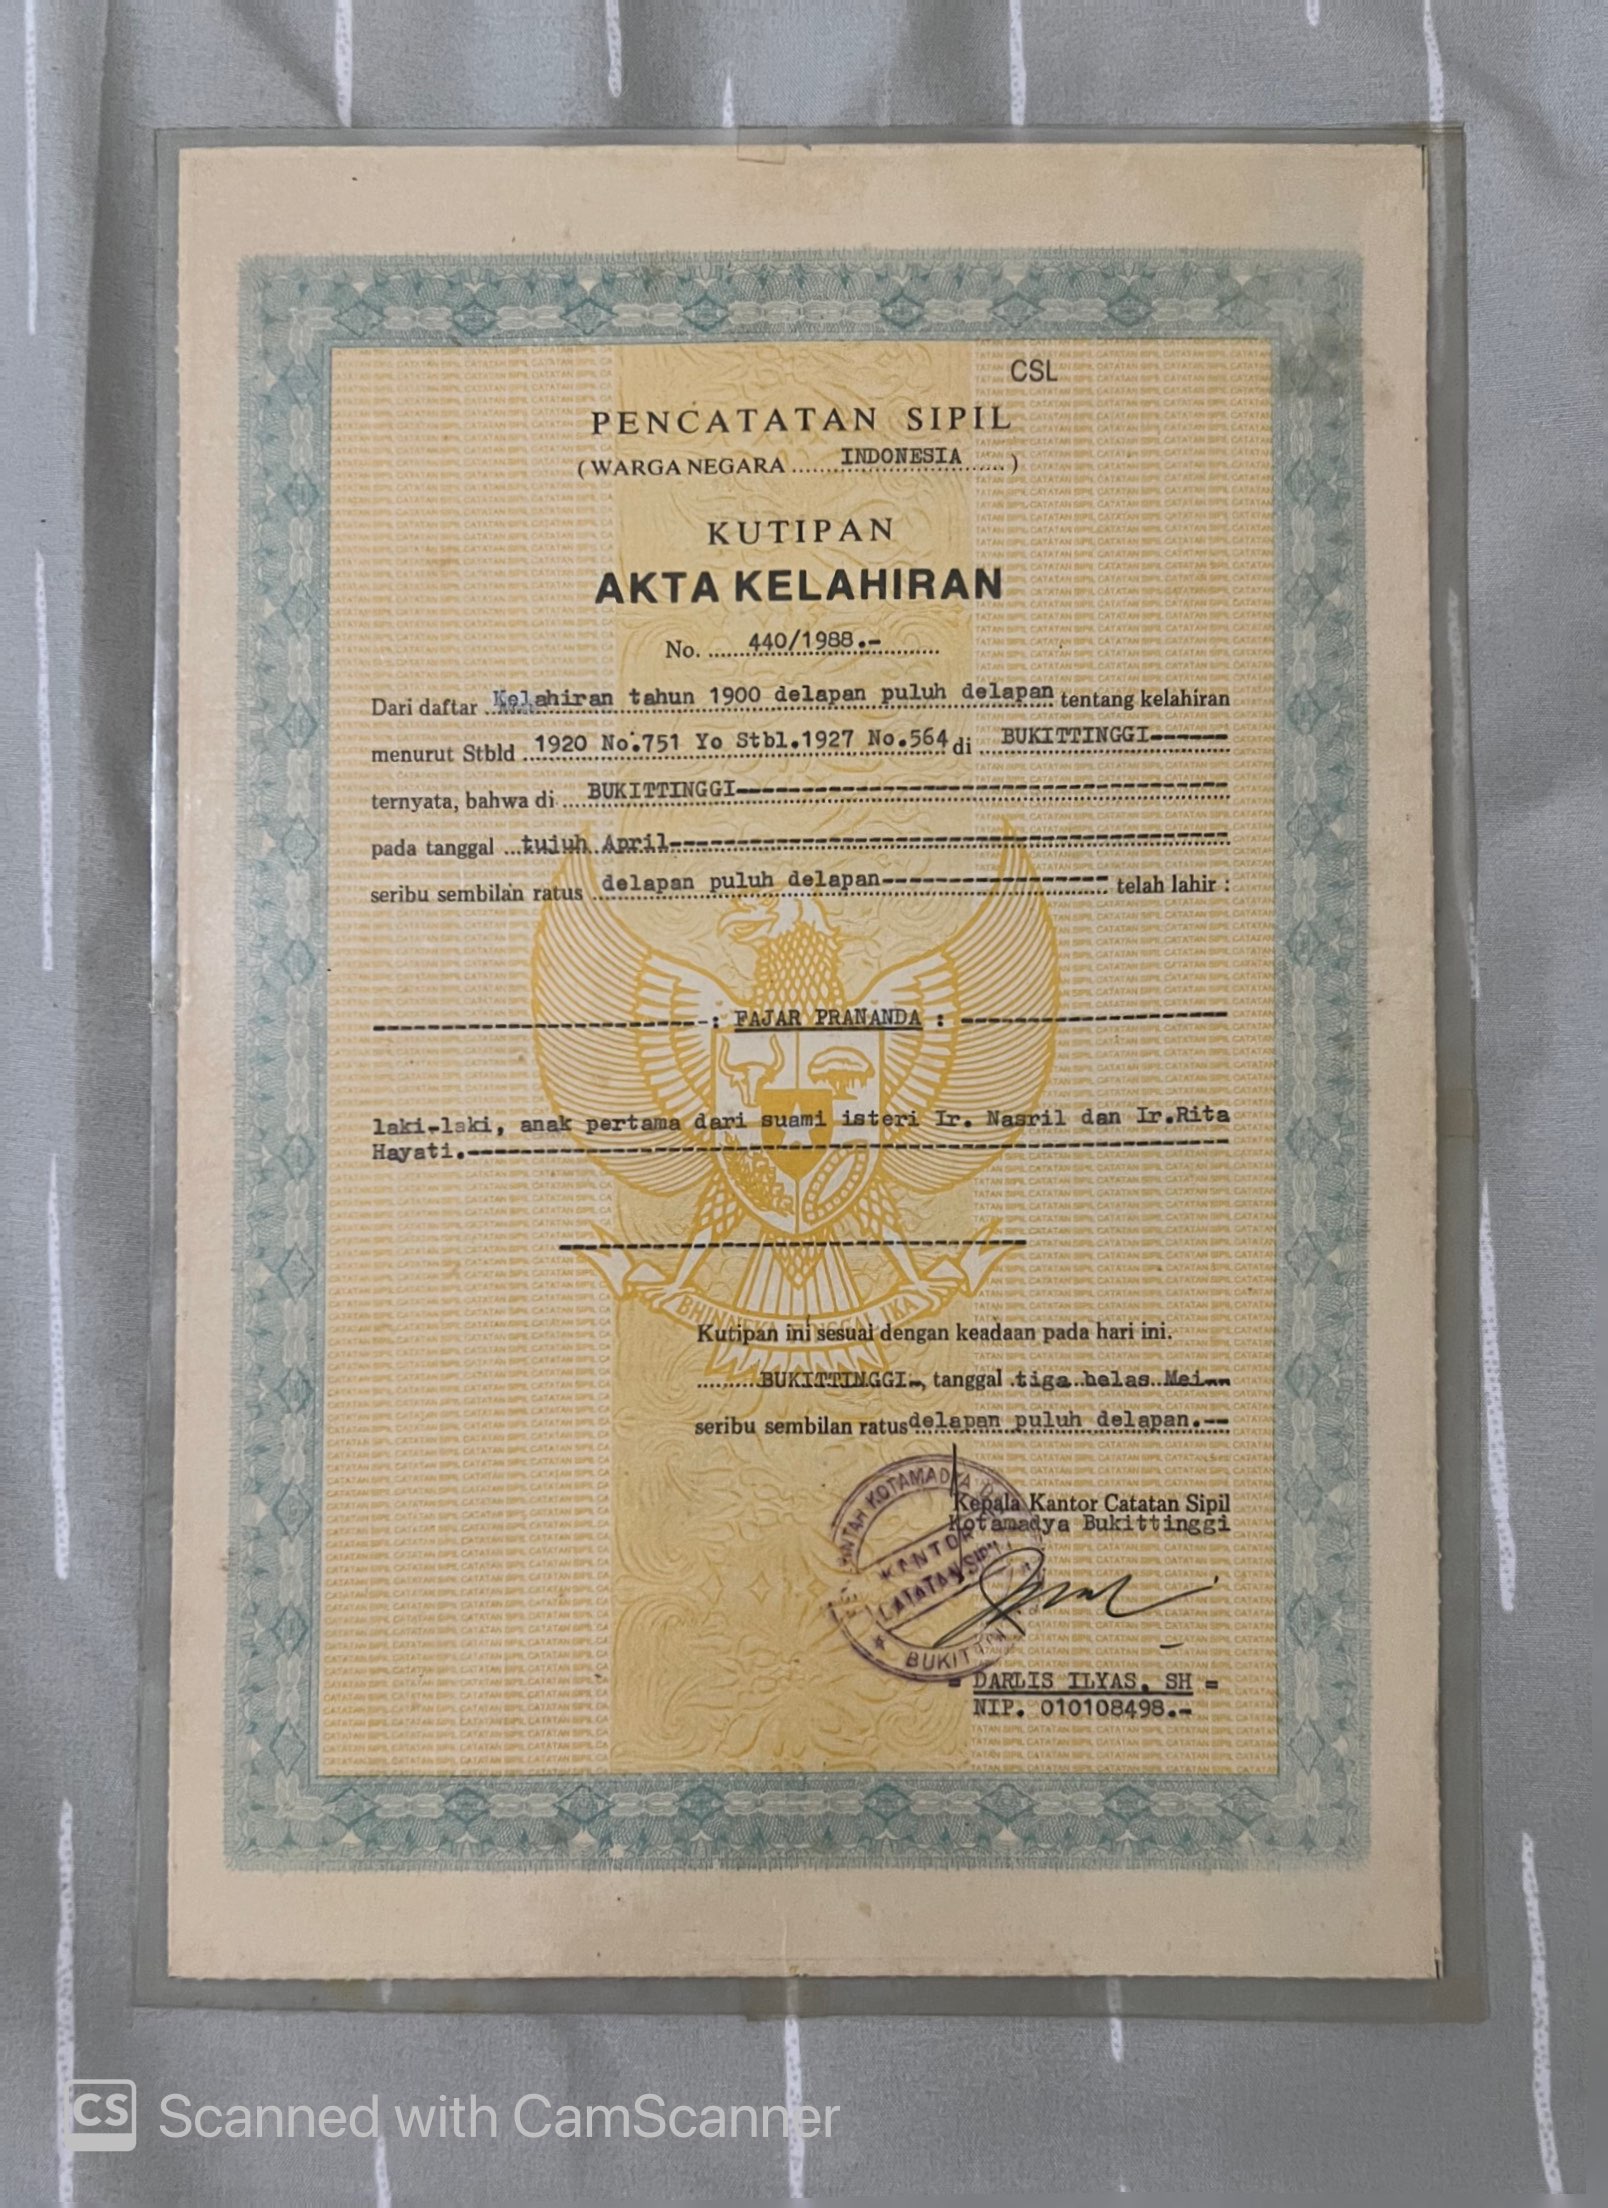 CSL
PENCATATAN SIPIL
( WARGA NEGARA ...... INDONESIA ...... )
KUTIPAN
AKTA KELAHIRAN
No. ...... 440/1988.- ......
Dari daftar Kelahiran tahun 1900 delapan puluh delapan tentang kelahiran
menurut Stbld 1920 No.751 Yo Stbl.1927 No.564 di BUKITTINGGI------
ternyata, bahwa di BUKITTINGGI------
pada tanggal tujuh April------
seribu sembilan ratus delapan puluh delapan------ telah lahir :
------: FAJAR PRANANDA : ------
laki-laki, anak pertama dari suami isteri Ir. Nasril dan Ir.Rita
Hayati.------
BHINNEKA TUNGGAL IKA
Kutipan ini sesuai dengan keadaan pada hari ini.
BUKITTINGGI-, tanggal tiga belas Mei--
seribu sembilan ratus delapan puluh delapan.--
Kepala Kantor Catatan Sipil
Kotamadya Bukittinggi
KOTAMADYA
KANTOR
CATATAN SIPIL
= DARLIS ILYAS, SH =
NIP. 010108498.-
CS Scanned with CamScanner